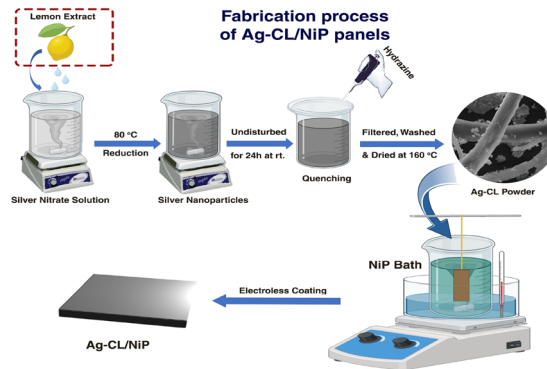 Lemon Extract
Fabrication process
of Ag-CL/NiP panels
Hydrazine
80 °C
Reduction
Undisturbed
for 24h at rt.
Filtered, Washed
& Dried at 160 °C
Silver Nitrate Solution
Silver Nanoparticles
Quenching
Ag-CL Powder
NiP Bath
Electroless Coating
Ag-CL/NiP